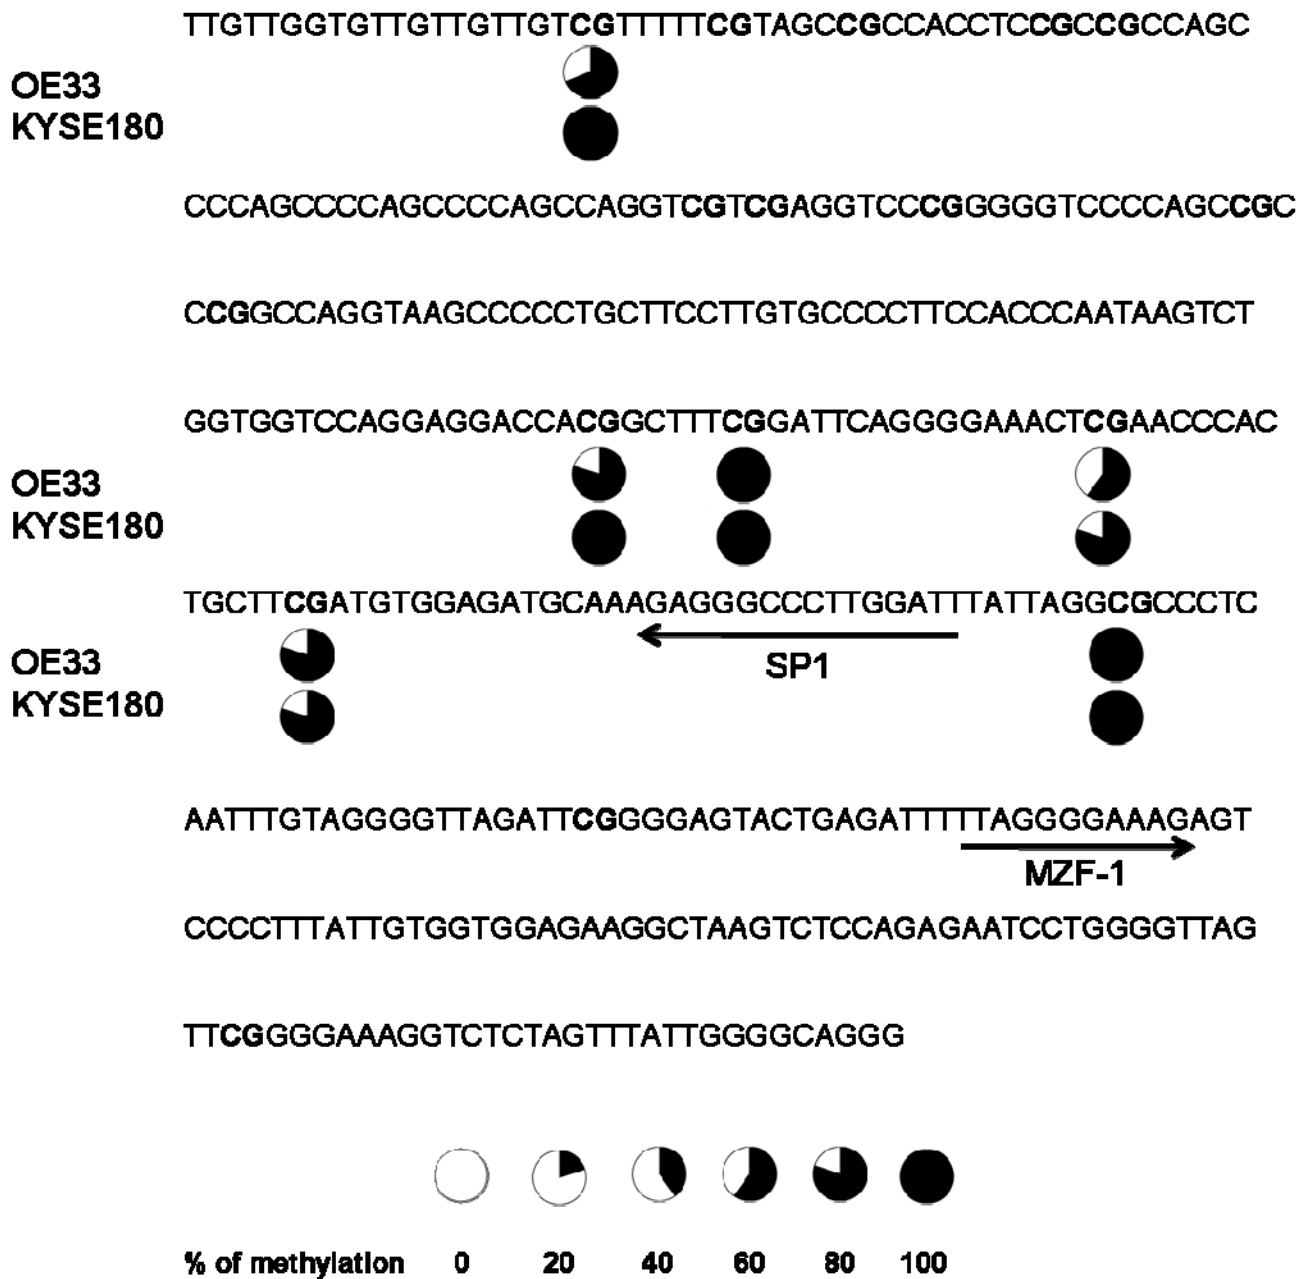 TTGTTGGTGTTGTTGTTGTCGTTTTTCGTAGCCGCCACCTCCGCCGCCAGC
OE33
KYSE180
CCCAGCCCCAGCCCCAGCCAGGTCGTCGAGGTCCCGGGGGTCCCCAGCCGC
CCGGCCAGGTAAGCCCCCTGCTTCCTTGTGCCCCTTCCACCCAATAAGTCT
GGTGGTCCAGGAGGACCACGGCTTTCGGATTCAGGGGAAACTCGAACCCAC
OE33
KYSE180
TGCTTCGATGTGGAGATGCAAAGAGGGCCCTTGGATTTATTAGGCGCCCTC
SP1
OE33
KYSE180
AATTTGTAGGGGTTAGATTCGGGGAGTACTGAGATTTTTAGGGGAAAGAGT
MZF-1
CCCCTTTATTGTGGTGGAGAAGGCTAAGTCTCCAGAGAATCCTGGGGTTAG
TTCGGGGAAAGGTCTCTAGTTTATTGGGGCAGGG
% of methylation 0 20 40 60 80 100